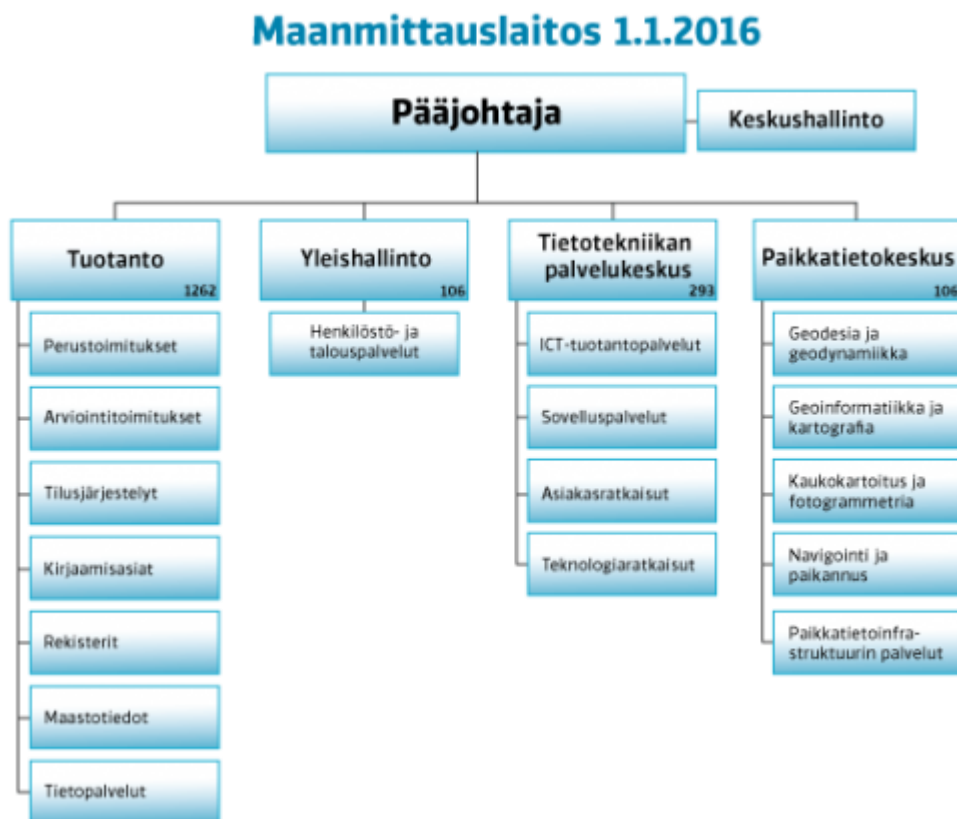 Maanmittauslaitos 1.1.2016
Pääjohtaja
Keskushallinto
Tuotanto
1262
Perustoimitukset
Arviointitoimitukset
Tilusjärjestelyt
Kirjaamisasiat
Rekisterit
Maastotiedot
Tietopalvelut
Yleishallinto
106
Henkilöstö- ja
talouspalvelut
Tietotekniikan
palvelukeskus
293
ICT-tuotantopalvelut
Sovelluspalvelut
Asiakasratkaisut
Teknologiaratkaisut
Paikkatietokeskus
106
Geodesia ja
geodynamiikka
Geoinformatiikka ja
kartografia
Kaukokartoitus ja
fotogrammetria
Navigointi ja
paikannus
Paikkatietoinfra-
struktuurin palvelut